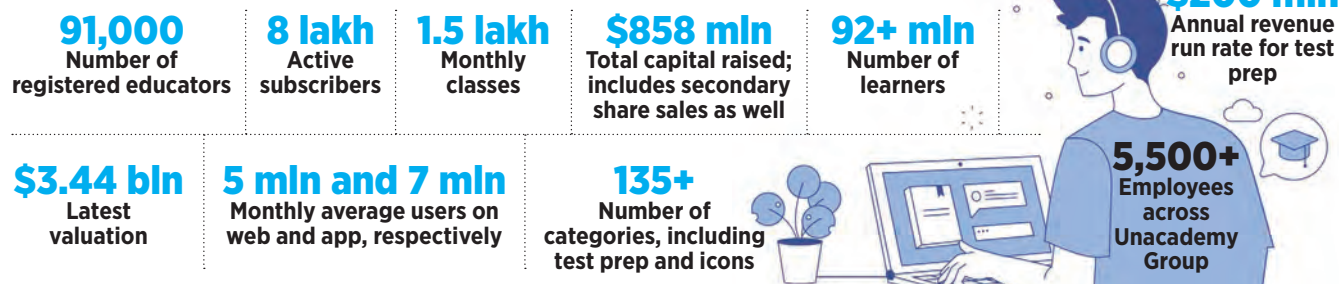 91,000
Number of
registered educators
8 lakh
Active
subscribers
1.5 lakh
Monthly
classes
$858 mln
Total capital raised;
includes secondary
share sales as well
92+ mln
Number of
learners
Annual revenue
run rate for test
prep
$3.44 bln
Latest
valuation
5 mln and 7 mln
Monthly average users on
web and app, respectively
135+
Number of
categories, including
test prep and icons
5,500+
Employees
across
Unacademy
Group